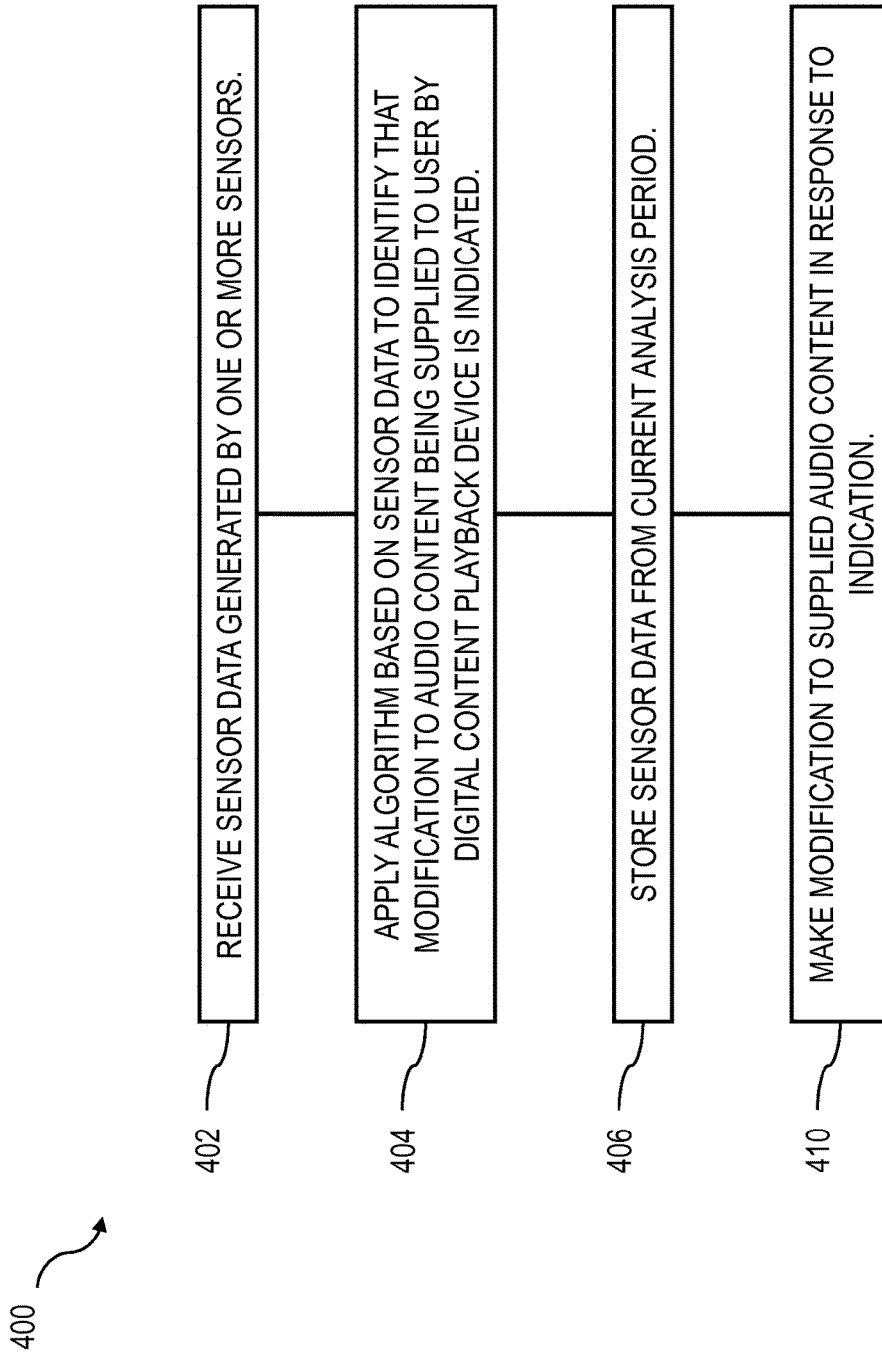 400
402
RECEIVE SENSOR DATA GENERATED BY ONE OR MORE SENSORS.
404
APPLY ALGORITHM BASED ON SENSOR DATA TO IDENTIFY THAT
MODIFICATION TO AUDIO CONTENT BEING SUPPLIED TO USER BY
DIGITAL CONTENT PLAYBACK DEVICE IS INDICATED.
406
STORE SENSOR DATA FROM CURRENT ANALYSIS PERIOD.
410
MAKE MODIFICATION TO SUPPLIED AUDIO CONTENT IN RESPONSE TO
INDICATION.